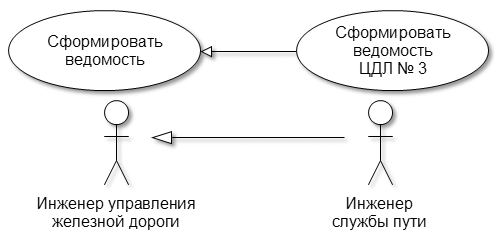 Сформировать
ведомость
Сформировать
ведомость
ЦДЛ № 3
Инженер управления
железной дороги
Инженер
службы пути